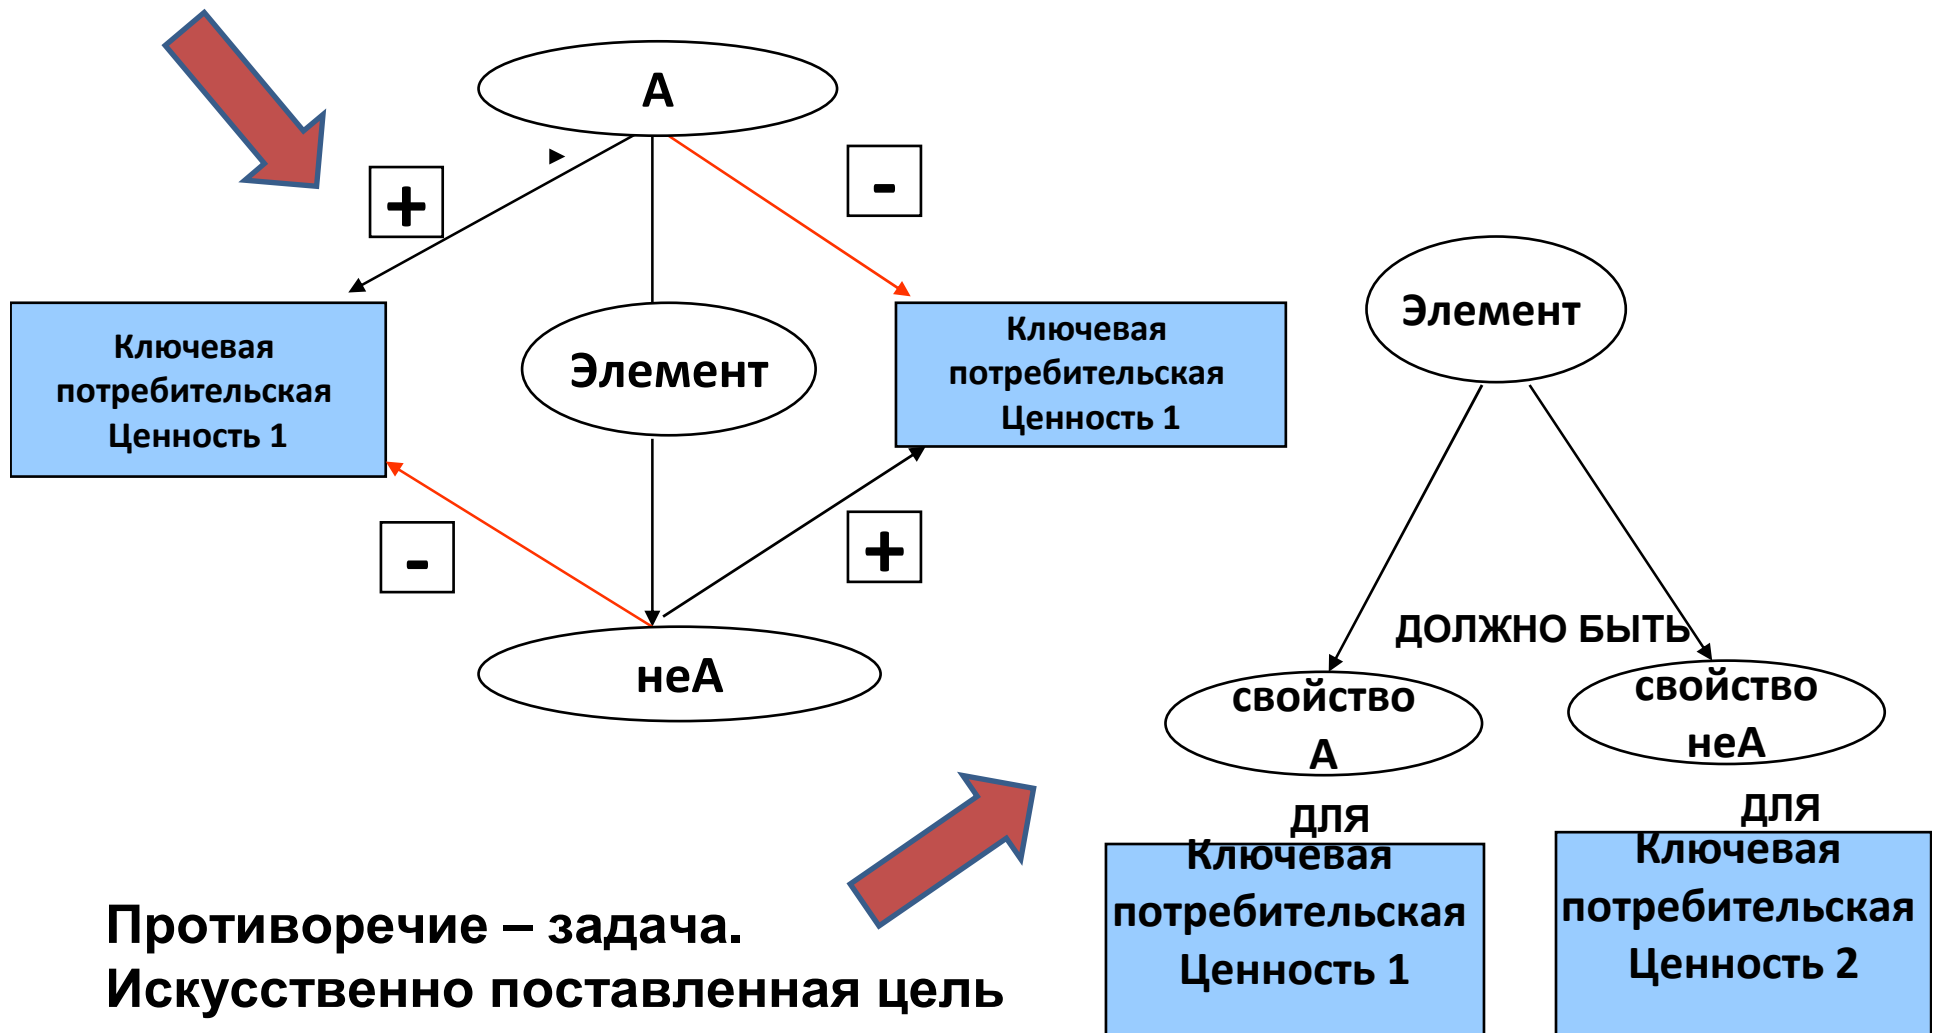 А
+
-
Ключевая
потребительская
Ценность 1
Элемент
Ключевая
потребительская
Ценность 1
-
+
неА
Элемент
ДОЛЖНО БЫТЬ
свойство
А
свойство
неА
ДЛЯ
Ключевая
потребительская
Ценность 1
ДЛЯ
Ключевая
потребительская
Ценность 2
Противоречие – задача.
Искусственно поставленная цель